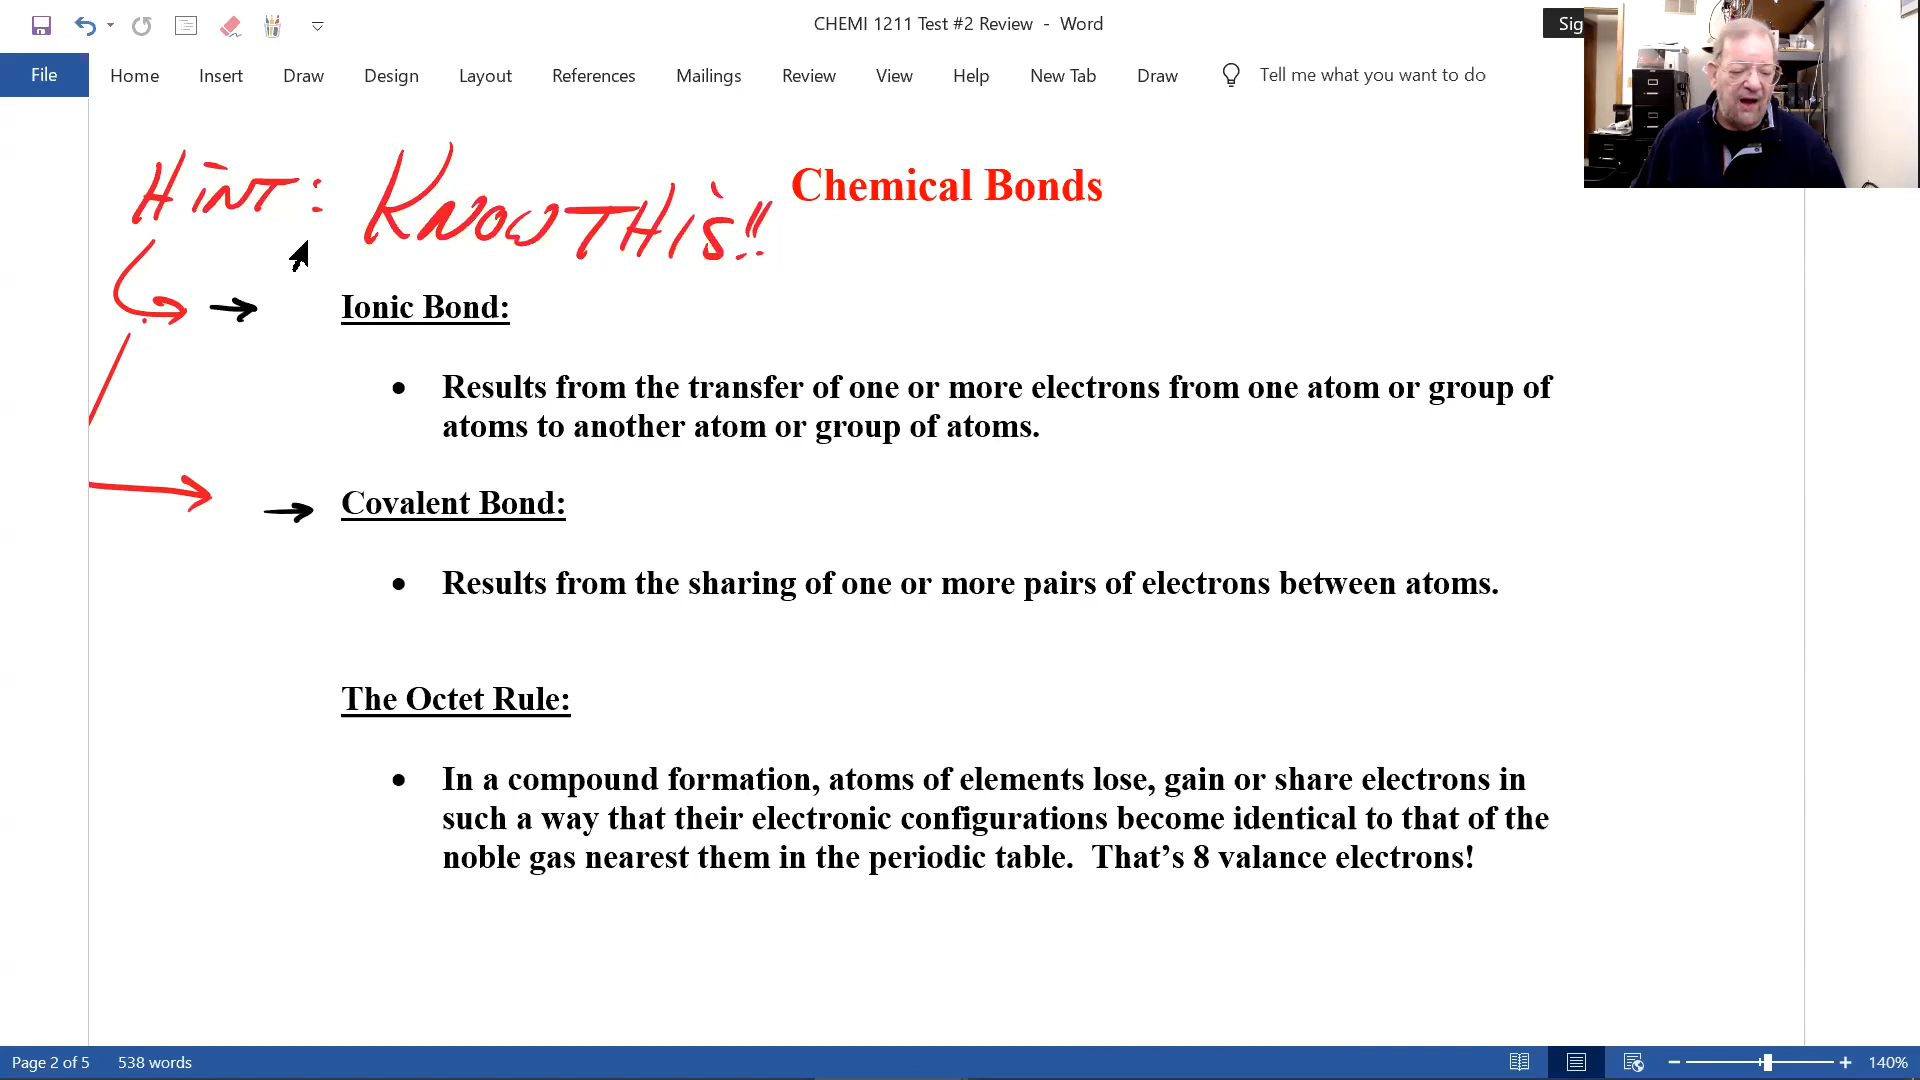 CHEMI 1211 Test #2 Review - Word
Sig
File Home Insert Draw Design Layout References Mailings Review View Help New Tab Draw Tell me what you want to do
HiNT: KNOW THiS!!
Chemical Bonds
Ionic Bond:
• Results from the transfer of one or more electrons from one atom or group of
atoms to another atom or group of atoms.
Covalent Bond:
• Results from the sharing of one or more pairs of electrons between atoms.
The Octet Rule:
• In a compound formation, atoms of elements lose, gain or share electrons in
such a way that their electronic configurations become identical to that of the
noble gas nearest them in the periodic table. That’s 8 valance electrons!
Page 2 of 5 538 words 140%